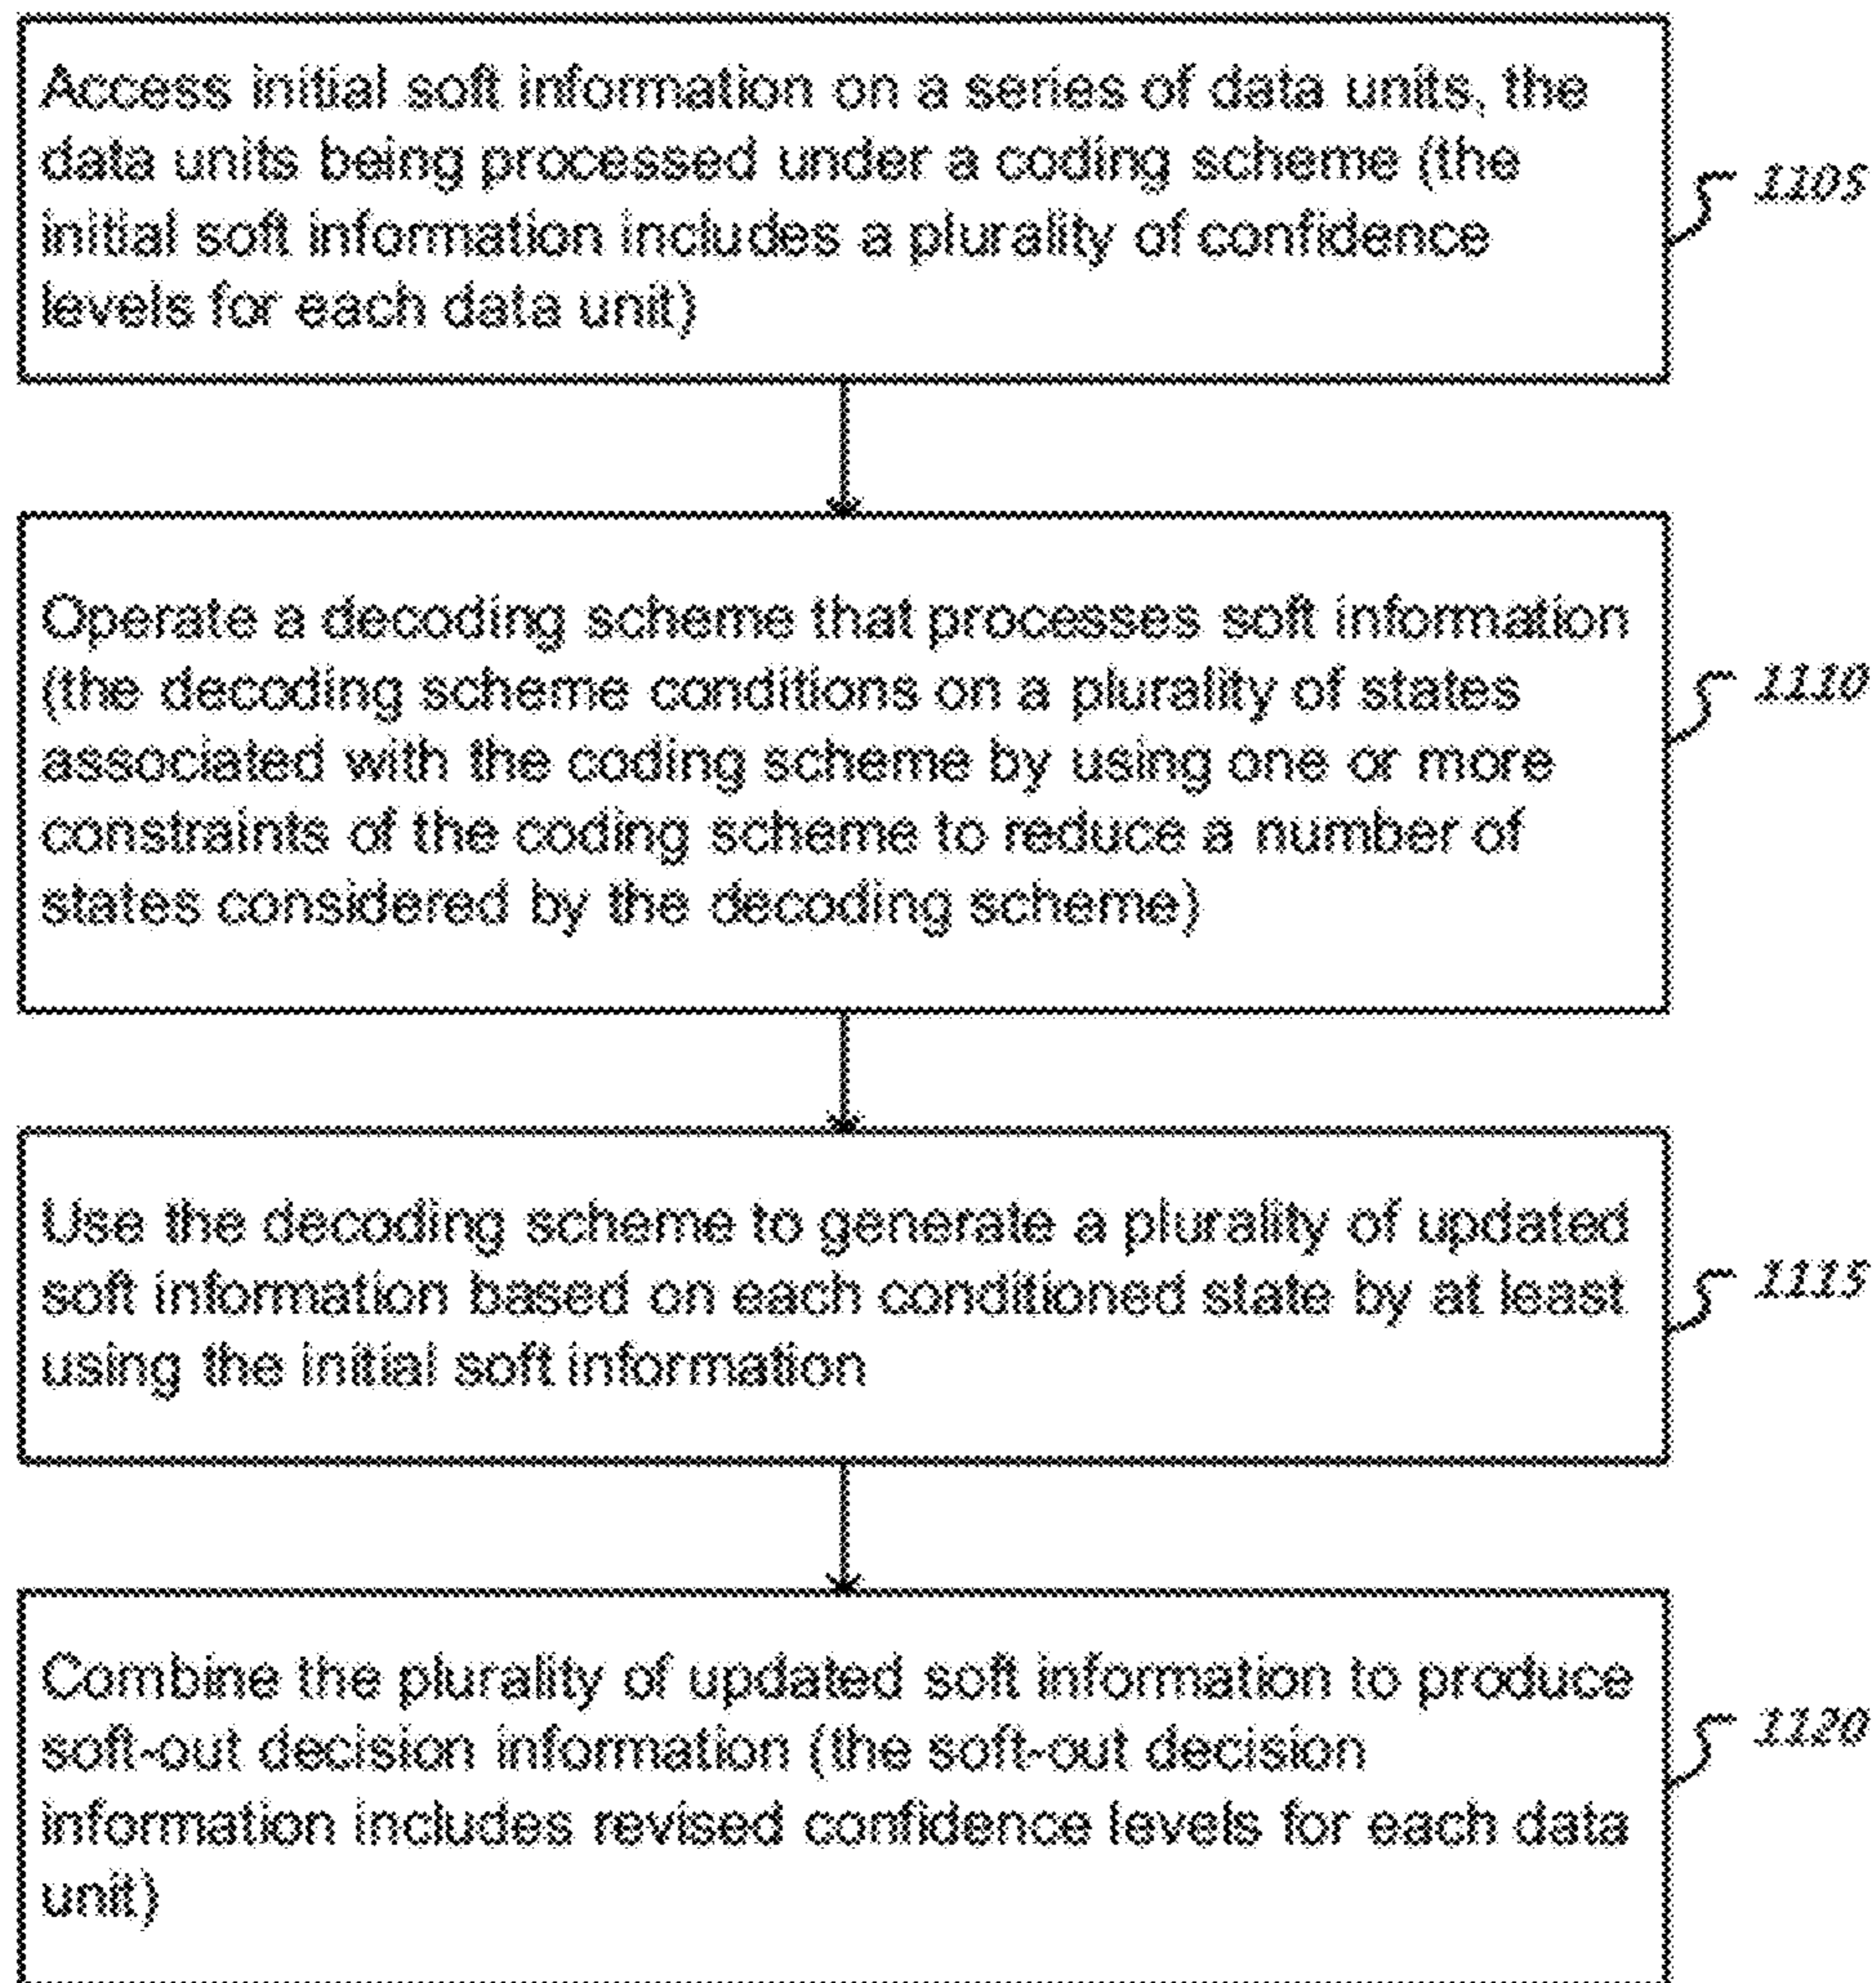 Access initial soft information on a series of data units, the
data units being processed under a coding scheme (the
initial soft information includes a plurality of confidence
levels for each data unit)
1105
Operate a decoding scheme that processes soft information
(the decoding scheme conditions on a plurality of states
associated with the coding scheme by using one or more
constraints of the coding scheme to reduce a number of
states considered by the decoding scheme)
1110
Use the decoding scheme to generate a plurality of updated
soft information based on each conditioned state by at least
using the initial soft information
1115
Combine the plurality of updated soft information to produce
soft-out decision information (the soft-out decision
information includes revised confidence levels for each data
unit)
1120